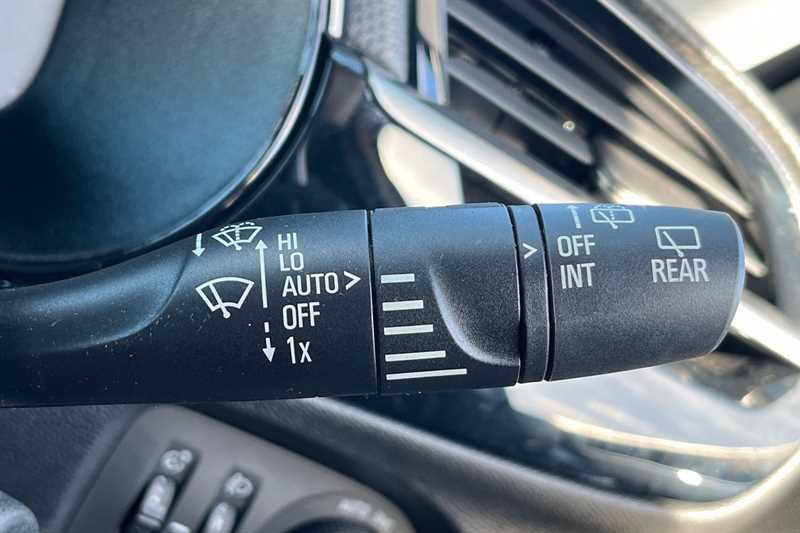 HI
LO
AUTO >
OFF
1x
>
OFF
INT
REAR